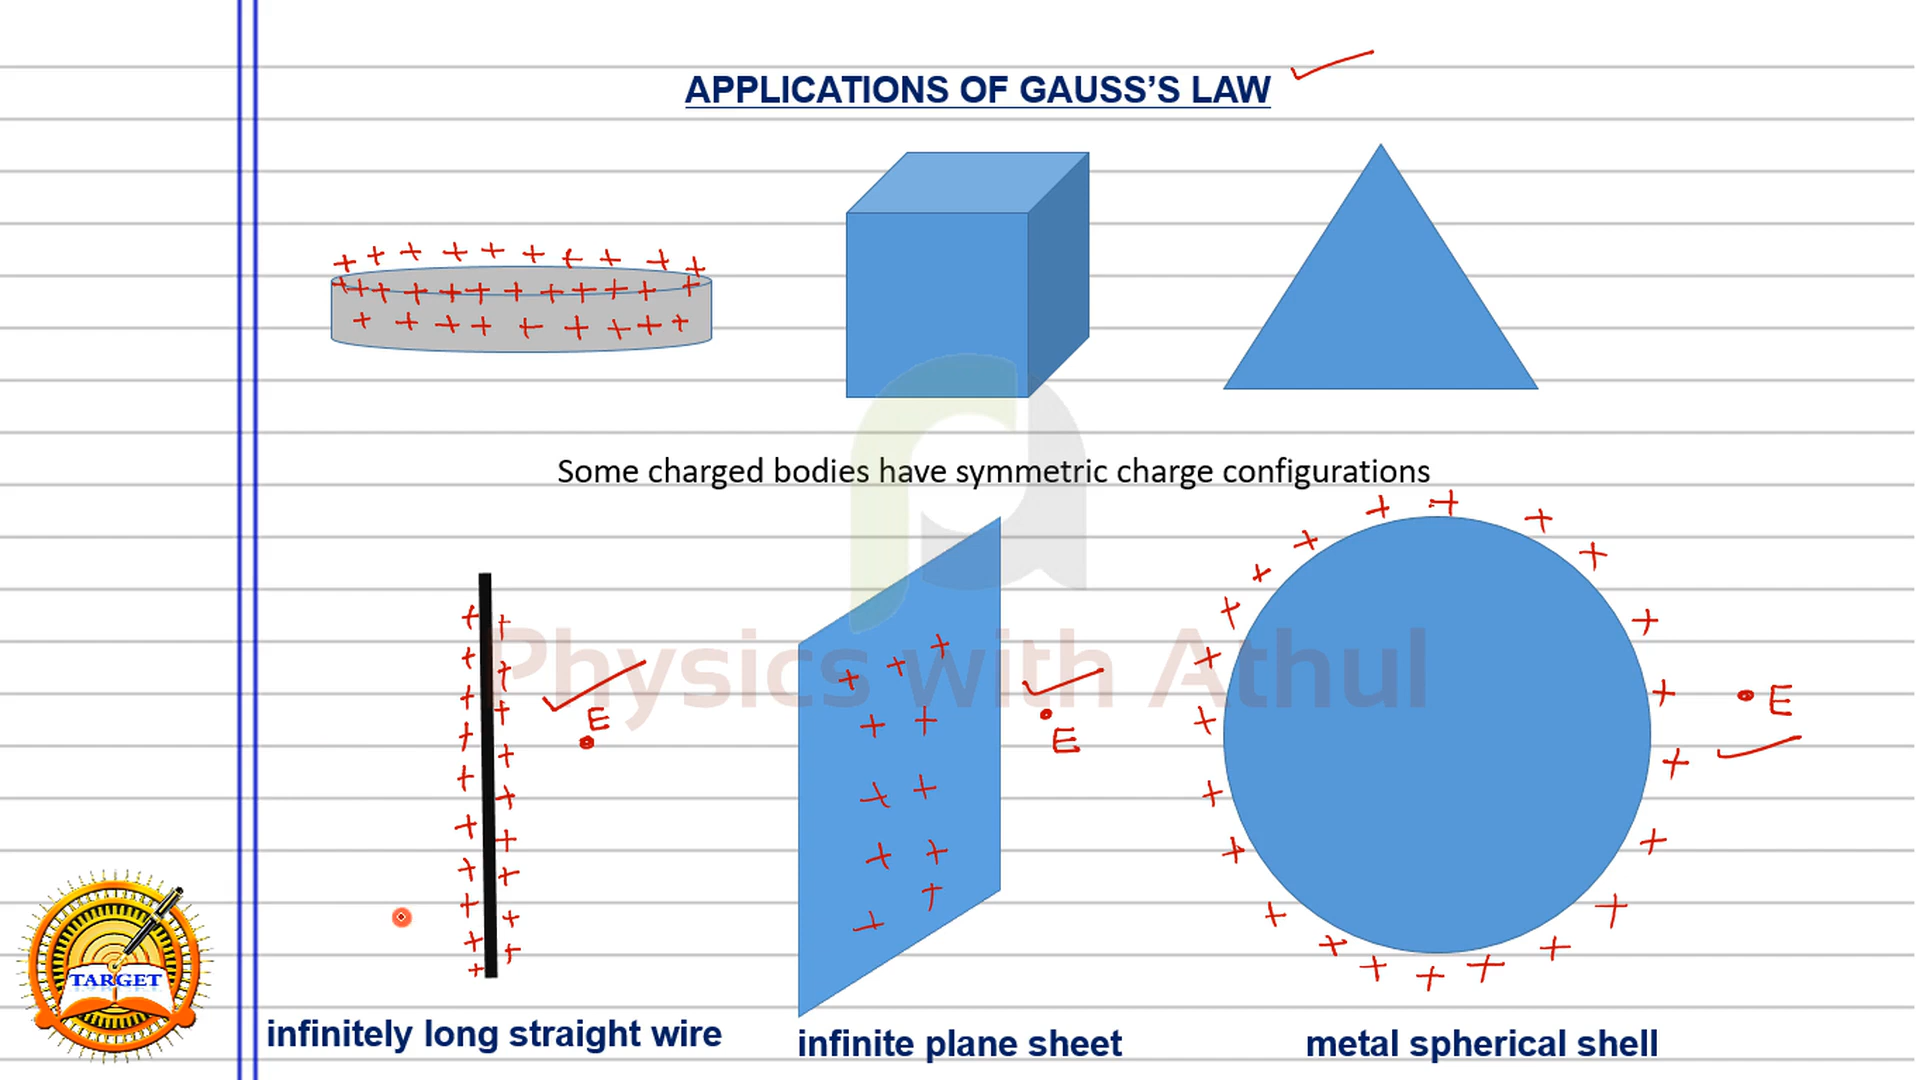 APPLICATIONS OF GAUSS’S LAW
Some charged bodies have symmetric charge configurations
Physics with Athul
E
E
E
TARGET
infinitely long straight wire
infinite plane sheet
metal spherical shell